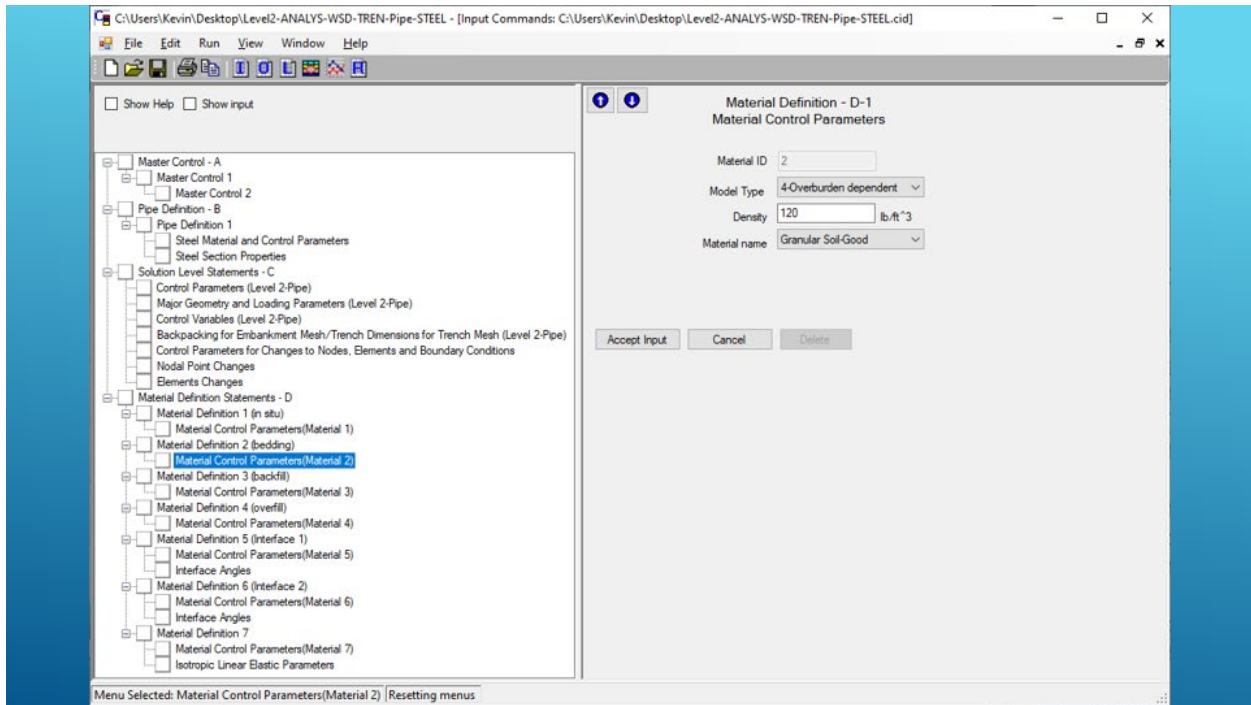 C:\Users\Kevin\Desktop\Level2-ANALYS-WSD-TREN-Pipe-STEEL - [Input Commands: C:\Users\Kevin\Desktop\Level2-ANALYS-WSD-TREN-Pipe-STEEL.cid]
File Edit Run View Window Help
Show Help Show input
Master Control - A
Master Control 1
Master Control 2
Pipe Definition - B
Pipe Definition 1
Steel Material and Control Parameters
Steel Section Properties
Solution Level Statements - C
Control Parameters (Level 2-Pipe)
Major Geometry and Loading Parameters (Level 2-Pipe)
Control Variables (Level 2-Pipe)
Backpacking for Embankment Mesh/Trench Dimensions for Trench Mesh (Level 2-Pipe)
Control Parameters for Changes to Nodes, Elements and Boundary Conditions
Nodal Point Changes
Elements Changes
Material Definition Statements - D
Material Definition 1 (in situ)
Material Control Parameters(Material 1)
Material Definition 2 (bedding)
Material Control Parameters(Material 2)
Material Definition 3 (backfill)
Material Control Parameters(Material 3)
Material Definition 4 (overfill)
Material Control Parameters(Material 4)
Material Definition 5 (Interface 1)
Material Control Parameters(Material 5)
Interface Angles
Material Definition 6 (Interface 2)
Material Control Parameters(Material 6)
Interface Angles
Material Definition 7
Material Control Parameters(Material 7)
Isotropic Linear Elastic Parameters
Material Definition - D-1
Material Control Parameters
Material ID 2
Model Type 4-Overburden dependent
Density 120 lb/ft^3
Material name Granular Soil-Good
Accept Input Cancel Delete
Menu Selected: Material Control Parameters(Material 2) Resetting menus